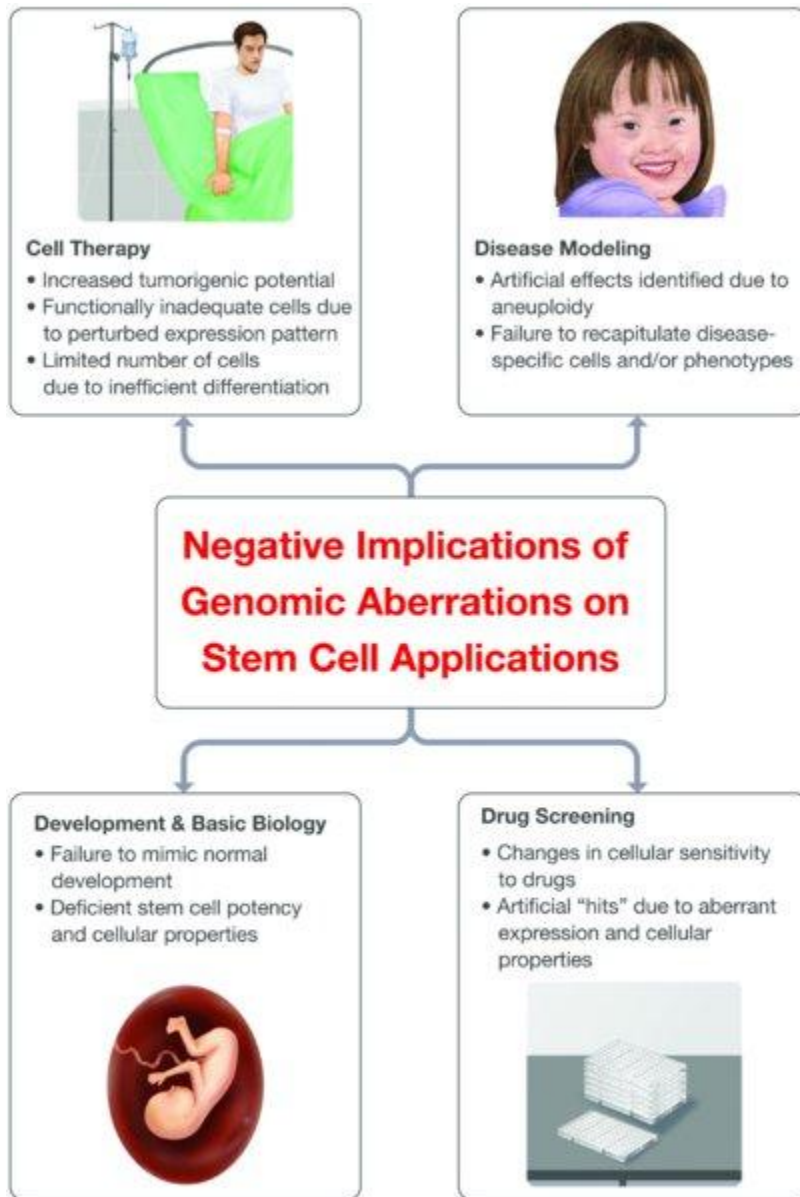 Cell Therapy
• Increased tumorigenic potential
• Functionally inadequate cells due
to perturbed expression pattern
• Limited number of cells
due to inefficient differentiation
Disease Modeling
• Artificial effects identified due to
aneuploidy
• Failure to recapitulate disease-
specific cells and/or phenotypes
Negative Implications of
Genomic Aberrations on
Stem Cell Applications
Development & Basic Biology
• Failure to mimic normal
development
• Deficient stem cell potency
and cellular properties
Drug Screening
• Changes in cellular sensitivity
to drugs
• Artificial “hits” due to aberrant
expression and cellular
properties